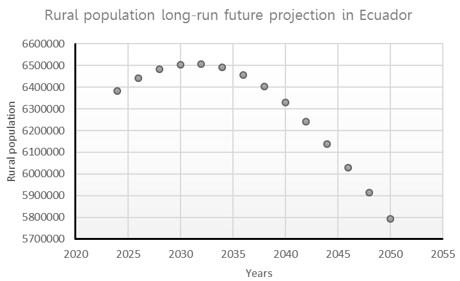 Rural population long-run future projection in Ecuador
6600000
6500000
6400000
6300000
6200000
6100000
6000000
5900000
5800000
5700000
Rural population
2020 2025 2030 2035 2040 2045 2050 2055
Years